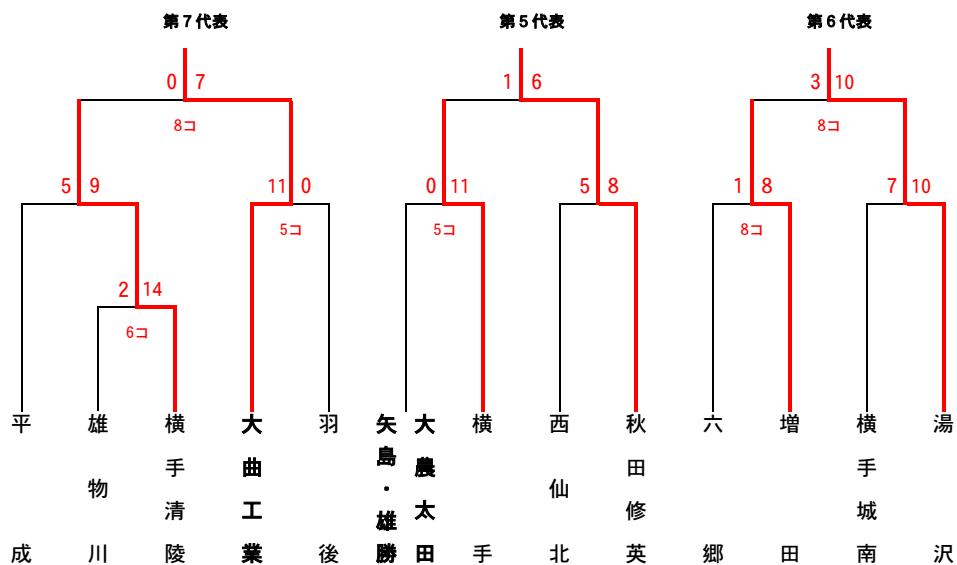 第７代表
第５代表
第６代表
0 7
1 6
3 10
8コ
8コ
5 9
11 0
0 11
5 8
1 8
7 10
5コ
5コ
8コ
2 14
6コ
平成
雄物川
横手清陵
大曲工業
羽後
矢島・雄勝
大農太田
横手
西仙北
秋田修英
六郷
増田
横手城南
湯沢